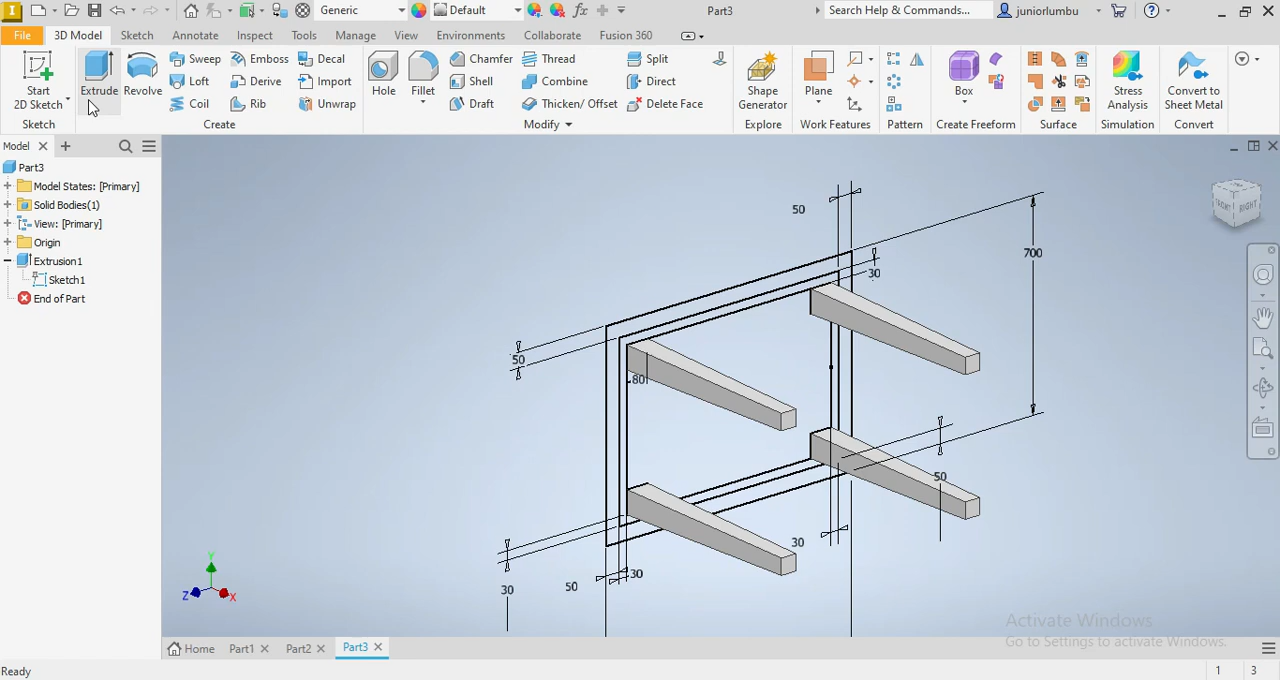 Generic
Default
Part3
Search Help & Commands...
juniorlumbu
File
3D Model
Sketch
Annotate
Inspect
Tools
Manage
View
Environments
Collaborate
Fusion 360
Start
2D Sketch
Extrude
Revolve
Sweep
Loft
Coil
Emboss
Derive
Rib
Decal
Import
Unwrap
Hole
Fillet
Chamfer
Shell
Draft
Thread
Combine
Thicken/ Offset
Split
Direct
Delete Face
Shape
Generator
Plane
Box
Stress
Analysis
Convert to
Sheet Metal
Sketch
Create
Modify
Explore
Work Features
Pattern
Create Freeform
Surface
Simulation
Convert
Model
Part3
Model States: [Primary]
Solid Bodies(1)
View: [Primary]
Origin
Extrusion1
Sketch1
End of Part
50
700
30
50
80
50
30
30
50
30
FRONT
RIGHT
Y
Z
X
Activate Windows
Go to Settings to activate Windows.
Home
Part1
Part2
Part3
Ready
1
3